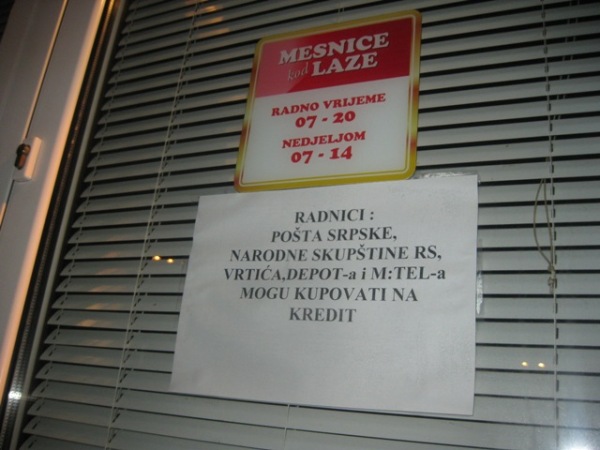 MESNICE
kod LAZE
RADNO VRIJEME
07 - 20
NEDJELJOM
07 - 14
RADNICI :
POŠTA SRPSKE,
NARODNE SKUPŠTINE RS,
VRTIĆA,DEPOT-a i M:TEL-a
MOGU KUPOVATI NA
KREDIT